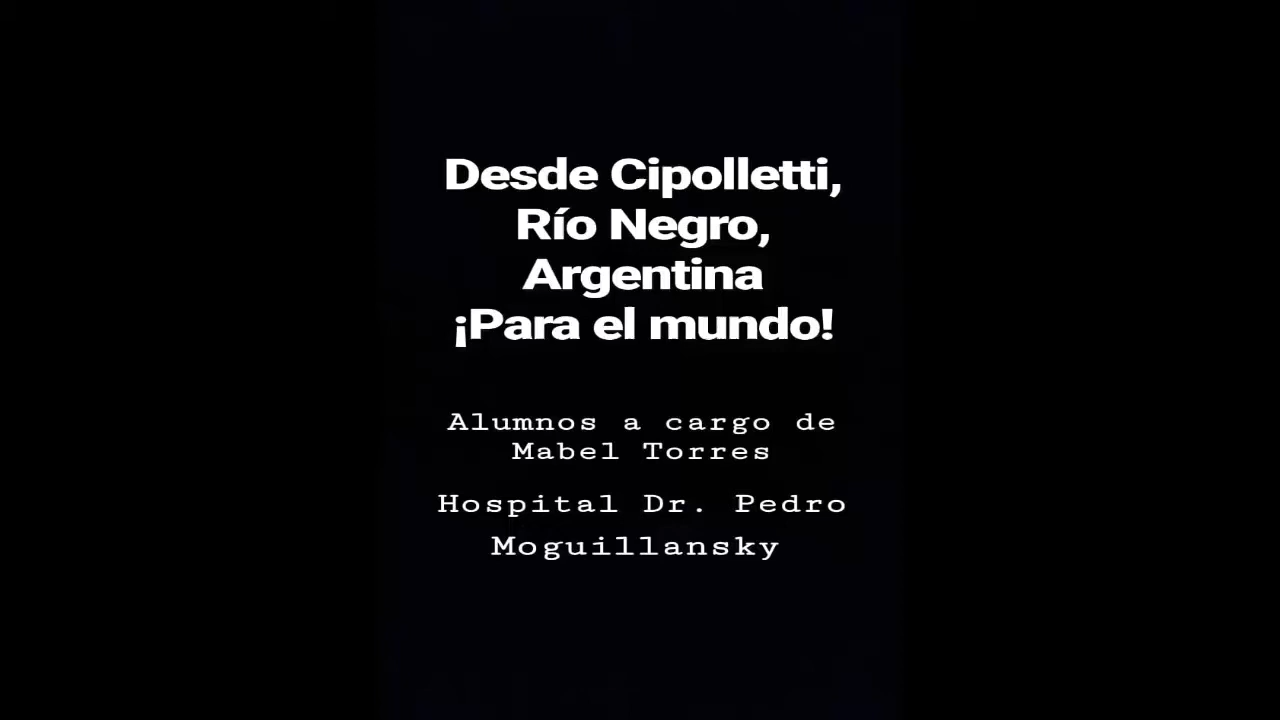 Desde Cipolletti,
Río Negro,
Argentina
¡Para el mundo!
Alumnos a cargo de
Mabel Torres
Hospital Dr. Pedro
Moguillansky